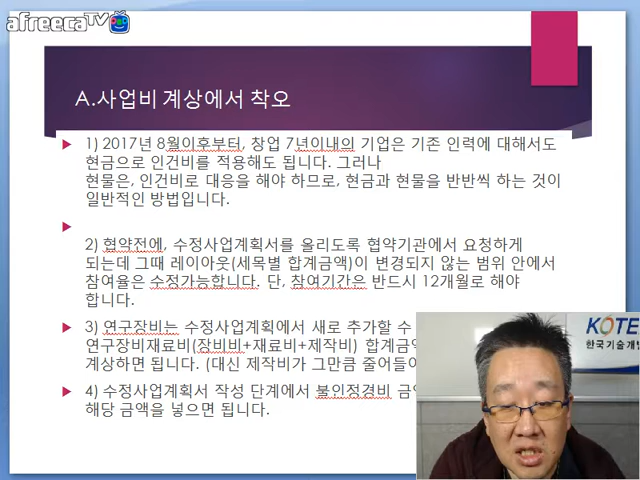 afreecaTV
A.사업비 계상에서 착오
1) 2017년 8월이후부터, 창업 7년이내의 기업은 기존 인력에 대해서도
현금으로 인건비를 적용해도 됩니다. 그러나
현물은, 인건비로 대응을 해야 하므로, 현금과 현물을 반반씩 하는 것이
일반적인 방법입니다.
2) 협약전에, 수정사업계획서를 올리도록 협약기관에서 요청하게
되는데 그때 레이아웃(세목별 합계금액)이 변경되지 않는 범위 안에서
참여율은 수정가능합니다. 단, 참여기간은 반드시 12개월로 해야
합니다.
3) 연구장비는 수정사업계획에서 새로 추가할 수
연구장비재료비(장비비+재료비+제작비) 합계금액
계상하면 됩니다. (대신 제작비가 그만큼 줄어들어
4) 수정사업계획서 작성 단계에서 불인정경비 금
해당 금액을 넣으면 됩니다.
KOTE
한국기술개발